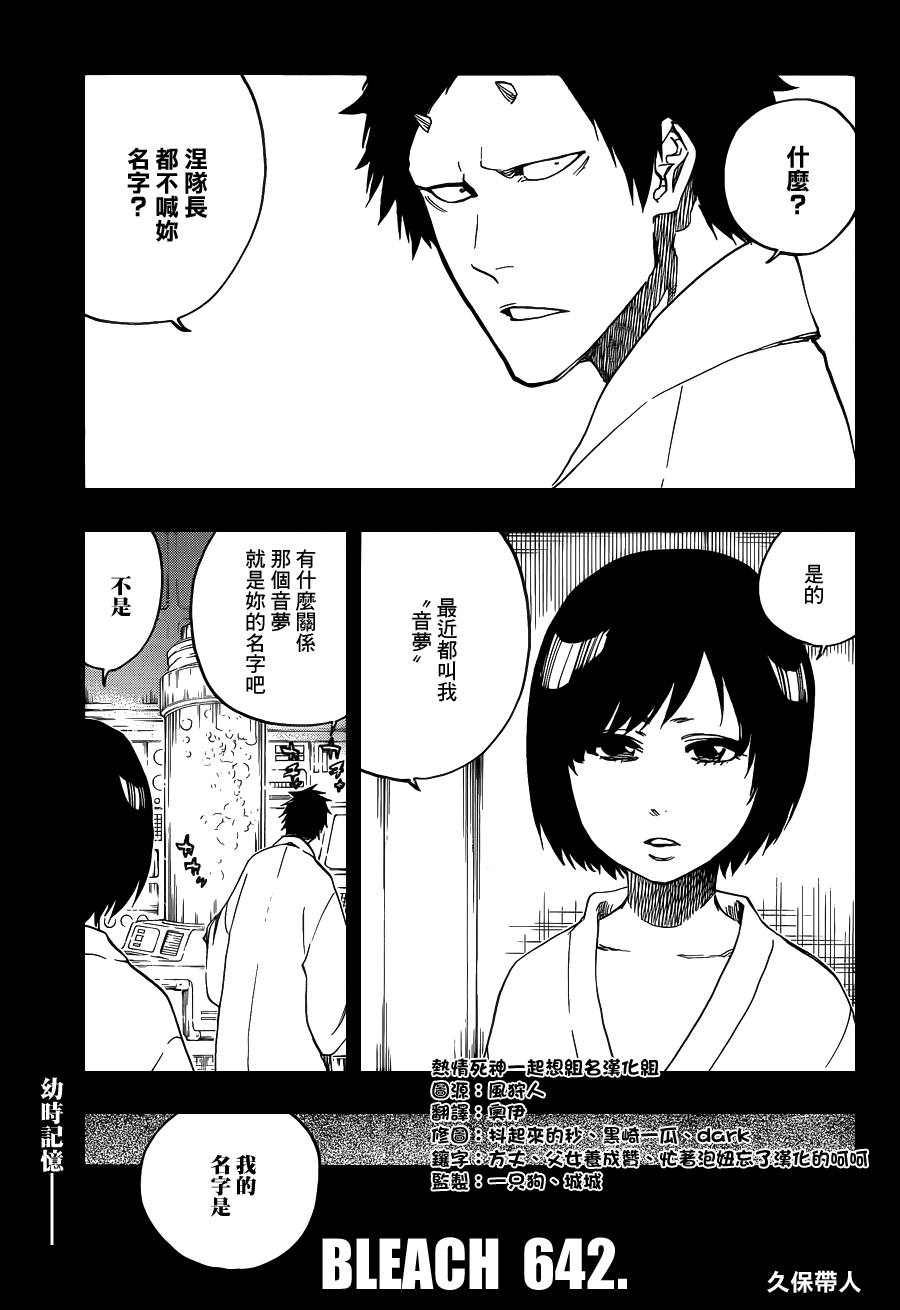 什麼？
涅隊長
都不喊妳
名字？
是的
最近都叫我
〝音夢〞
有什麼關係
那個音夢
就是妳的名字吧
不是
幼時記憶——
我的
名字是
熱情死神一起想組名漢化組
圖源：風狩人
翻譯：奧伊
修圖：抖起來的秒、黑崎一瓜、dark
鑲字：方丈、父女養成贊、忙著泡妞忘了漢化的呵呵
監製：一只狗、城城
BLEACH 642.
久保帶人